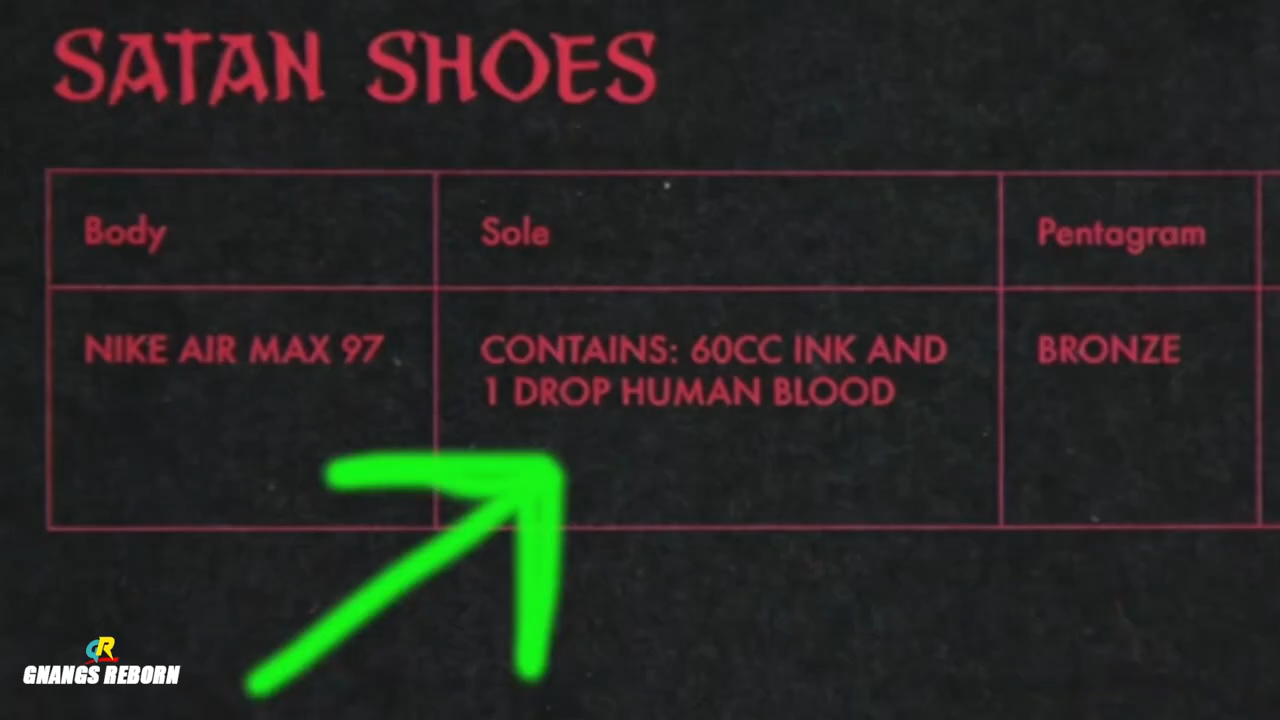 SATAN SHOES
Body
Sole
Pentagram
NIKE AIR MAX 97
CONTAINS: 60CC INK AND
1 DROP HUMAN BLOOD
BRONZE
GR
GNANGS REBORN